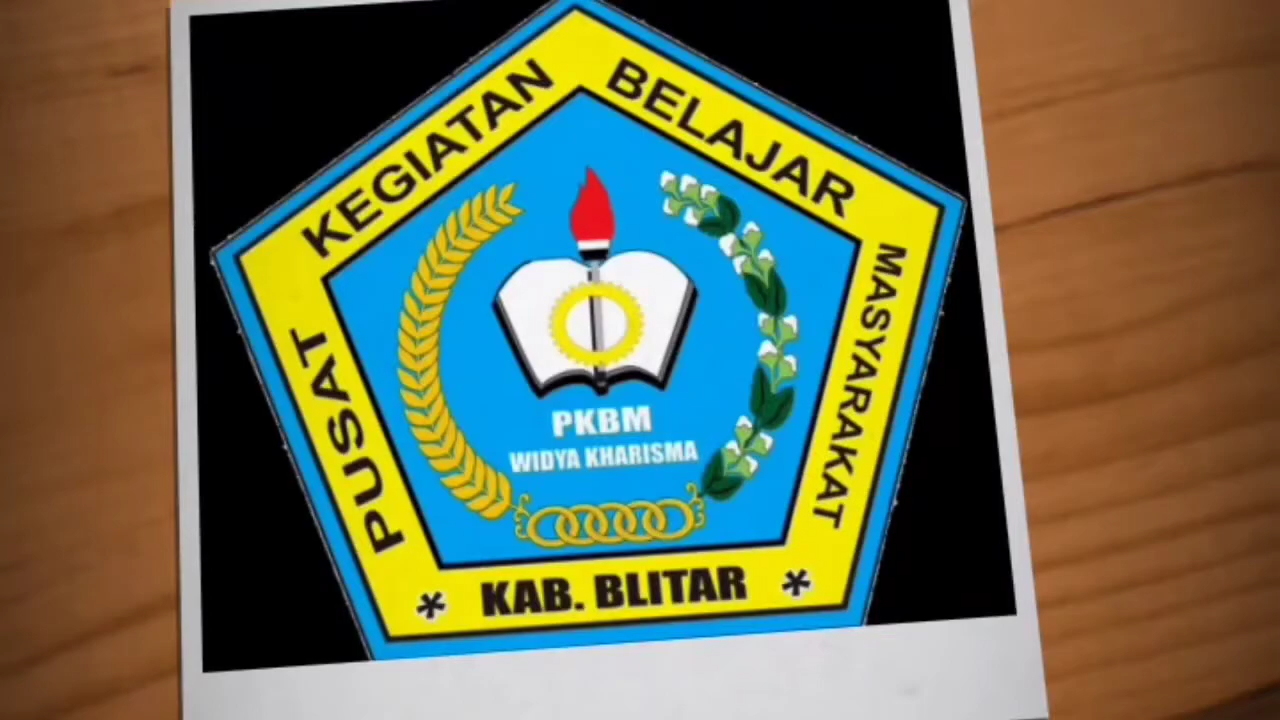 PUSAT KEGIATAN BELAJAR MASYARAKAT
PKBM
WIDYA KHARISMA
* KAB. BLITAR *